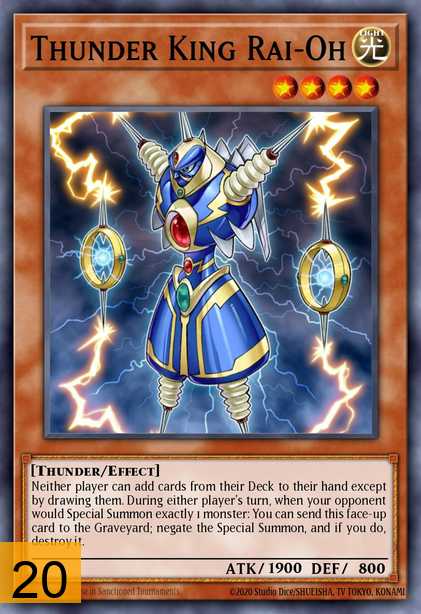 Thunder King Rai-Oh
LIGHT
光
[Thunder/Effect]
Neither player can add cards from their Deck to their hand except
by drawing them. During either player's turn, when your opponent
would Special Summon exactly 1 monster: You can send this face-up
card to the Graveyard; negate the Special Summon, and if you do,
destroy it.
ATK/1900 DEF/ 800
20
in Sanctioned Tournaments
©2020 Studio Dice/SHUEISHA, TV TOKYO, KONAMI